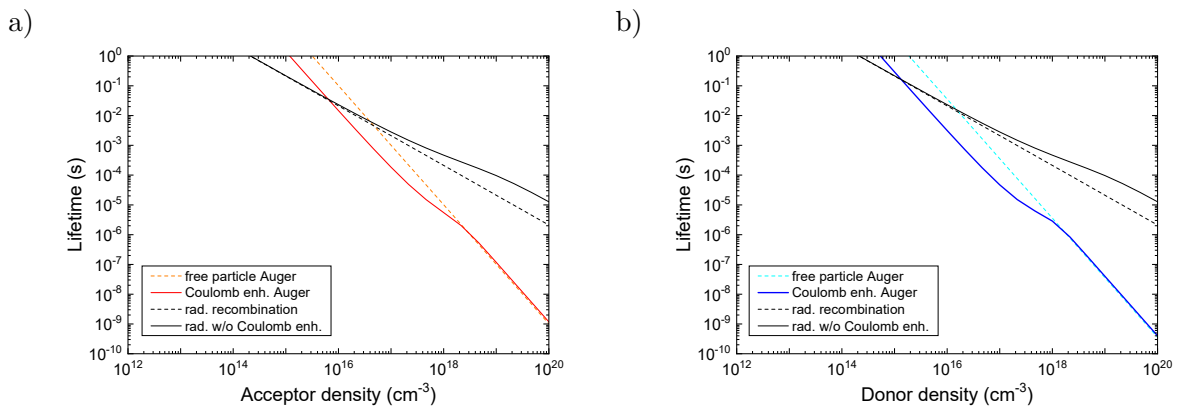 a)
10^0
10^-1
10^-2
10^-3
10^-4
10^-5
10^-6
10^-7
10^-8
10^-9
10^-10
Lifetime (s)
free particle Auger
Coulomb enh. Auger
rad. recombination
rad. w/o Coulomb enh.
10^12 10^14 10^16 10^18 10^20
Acceptor density (cm^-3)
b)
10^0
10^-1
10^-2
10^-3
10^-4
10^-5
10^-6
10^-7
10^-8
10^-9
10^-10
Lifetime (s)
free particle Auger
Coulomb enh. Auger
rad. recombination
rad. w/o Coulomb enh.
10^12 10^14 10^16 10^18 10^20
Donor density (cm^-3)